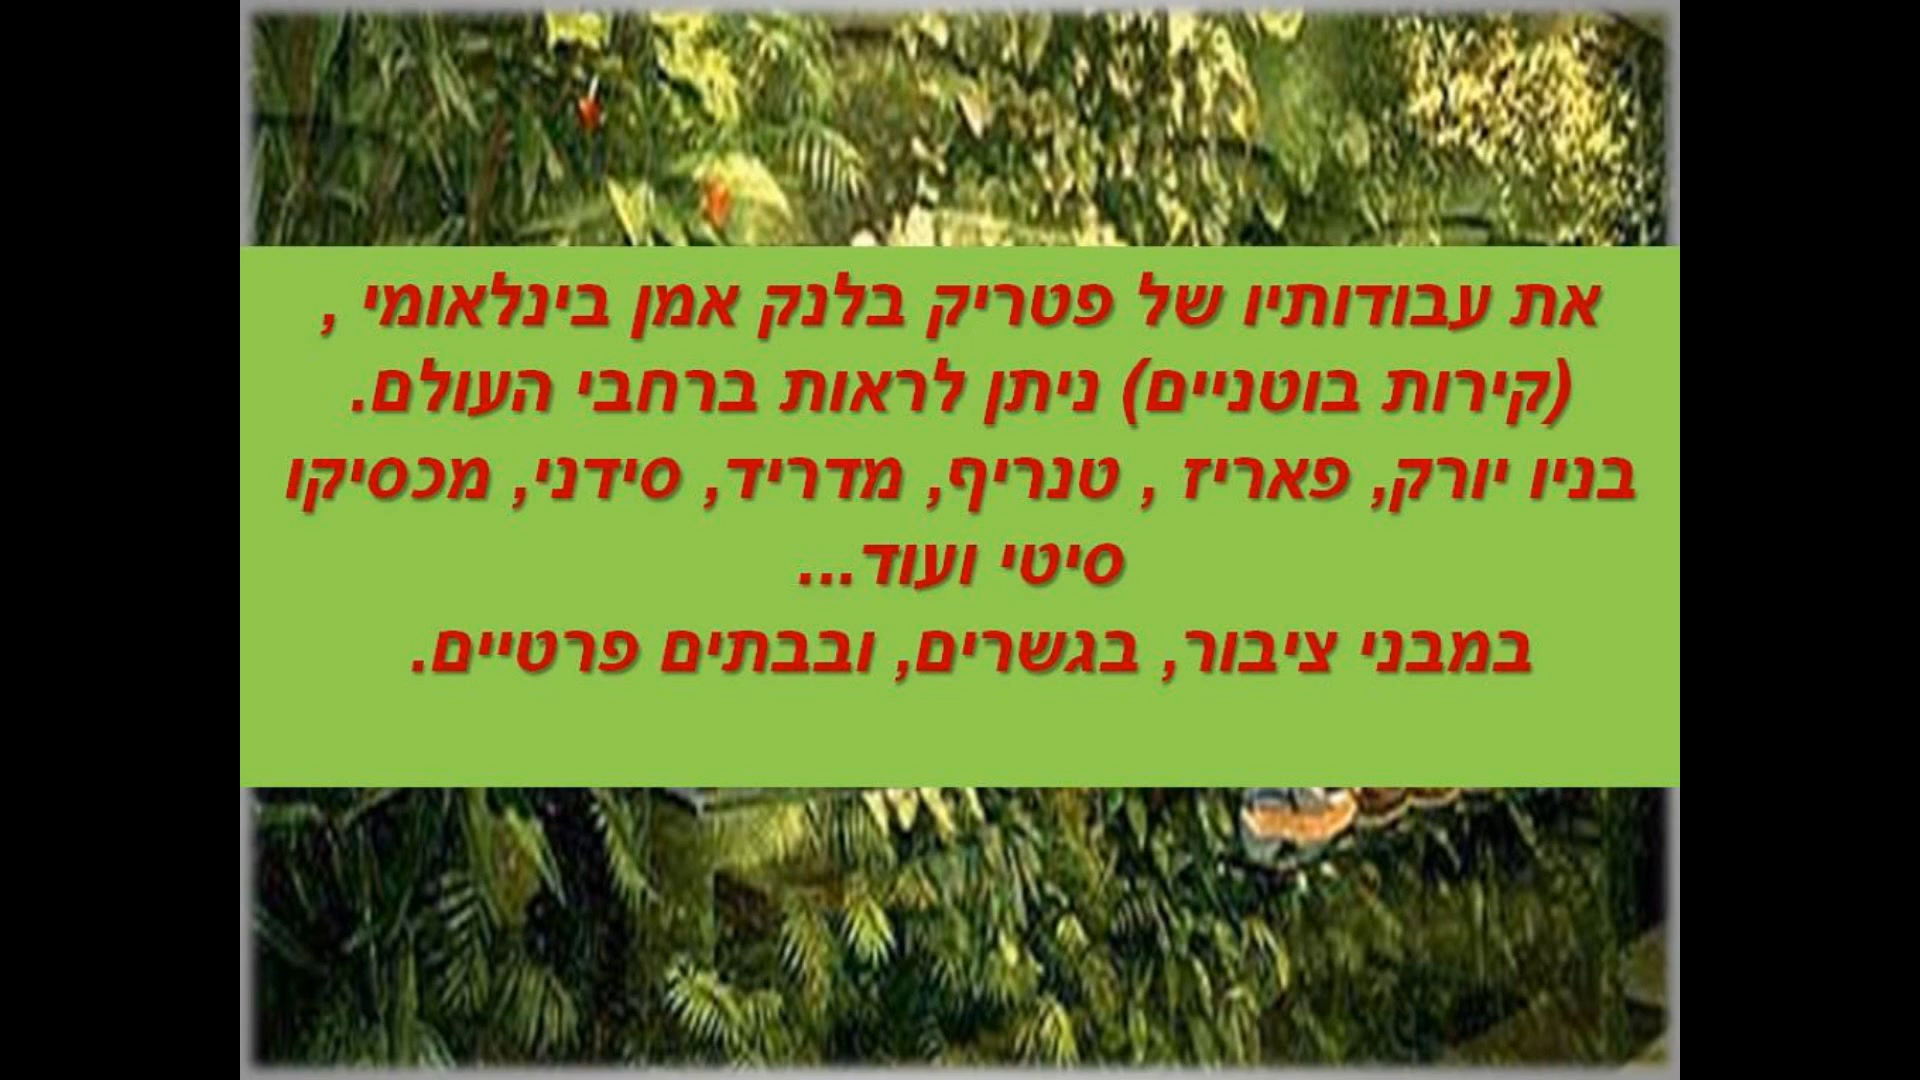 את עבודותיו של פטריק בלנק אמן בינלאומי ,
(קירות בוטניים) ניתן לראות ברחבי העולם.
בניו יורק, פאריז , טנריף, מדריד, סידני, מכסיקו
סיטי ועוד...
במבני ציבור, בגשרים, ובבתים פרטיים.